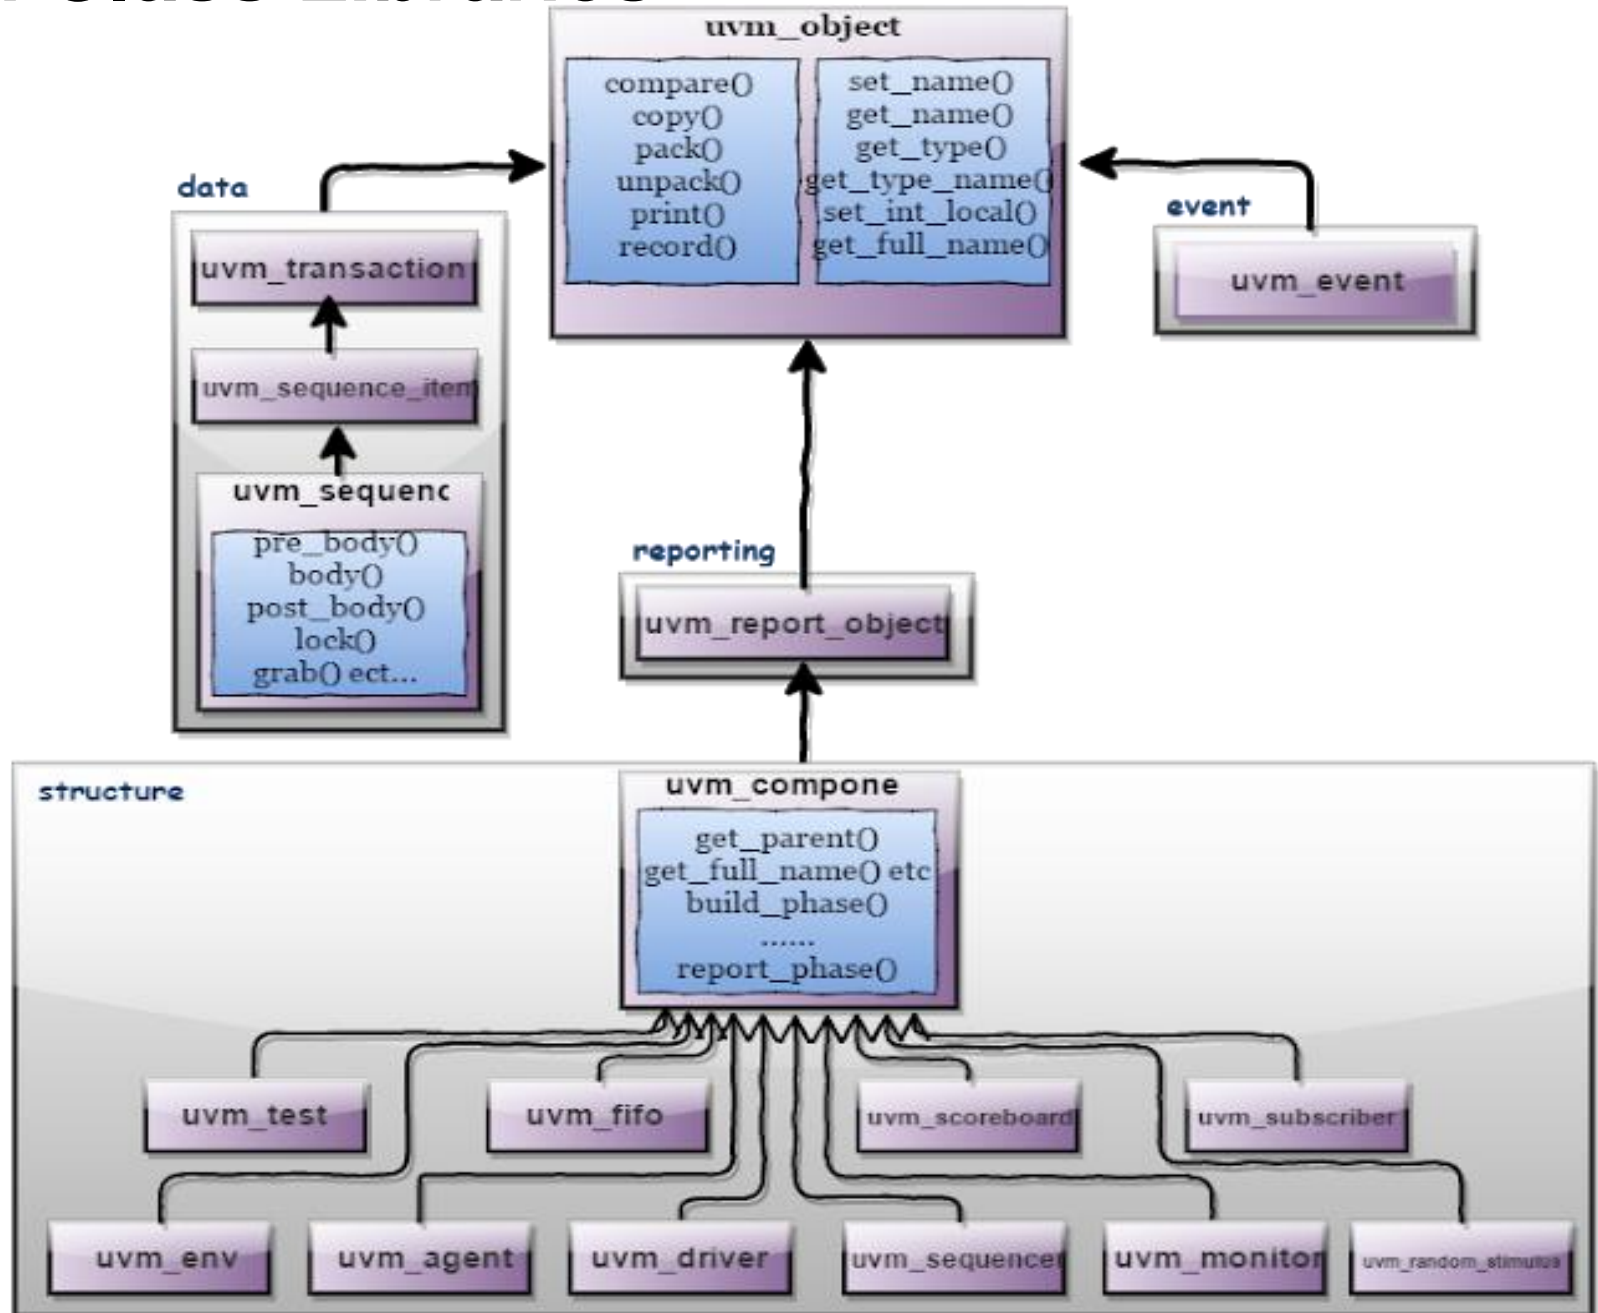 uvm_object
compare()
copy()
pack()
unpack()
print()
record()
set_name()
get_name()
get_type()
get_type_name()
set_int_local()
get_full_name()
data
uvm_transaction
uvm_sequence_item
uvm_sequenc
pre_body()
body()
post_body()
lock()
grab() ect...
event
uvm_event
reporting
uvm_report_object
structure
uvm_compone
get_parent()
get_full_name() etc
build_phase()
......
report_phase()
uvm_test
uvm_fifo
uvm_scoreboard
uvm_subscriber
uvm_env
uvm_agent
uvm_driver
uvm_sequencer
uvm_monitor
uvm_random_stimulus